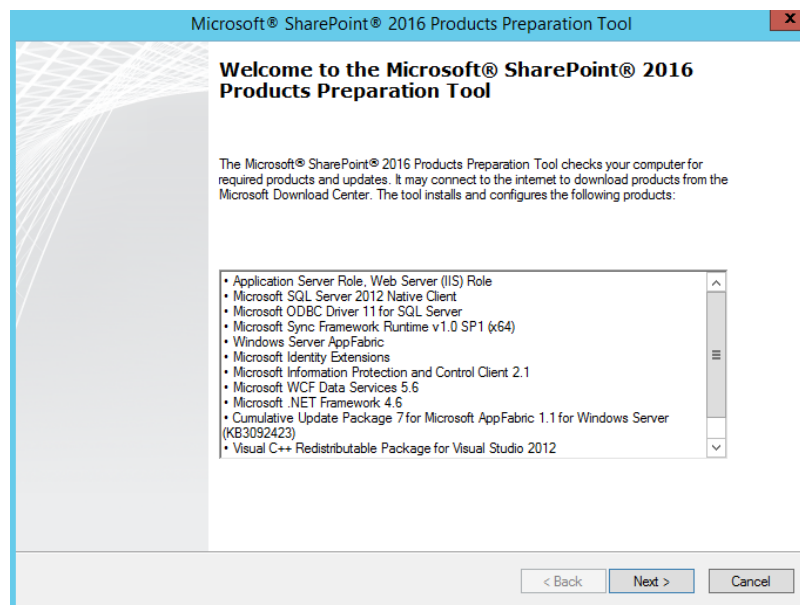 Microsoft® SharePoint® 2016 Products Preparation Tool
x
Welcome to the Microsoft® SharePoint® 2016
Products Preparation Tool
The Microsoft® SharePoint® 2016 Products Preparation Tool checks your computer for
required products and updates. It may connect to the internet to download products from the
Microsoft Download Center. The tool installs and configures the following products:
• Application Server Role, Web Server (IIS) Role
• Microsoft SQL Server 2012 Native Client
• Microsoft ODBC Driver 11 for SQL Server
• Microsoft Sync Framework Runtime v1.0 SP1 (x64)
• Windows Server AppFabric
• Microsoft Identity Extensions
• Microsoft Information Protection and Control Client 2.1
• Microsoft WCF Data Services 5.6
• Microsoft .NET Framework 4.6
• Cumulative Update Package 7 for Microsoft AppFabric 1.1 for Windows Server
(KB3092423)
• Visual C++ Redistributable Package for Visual Studio 2012
< Back
Next >
Cancel